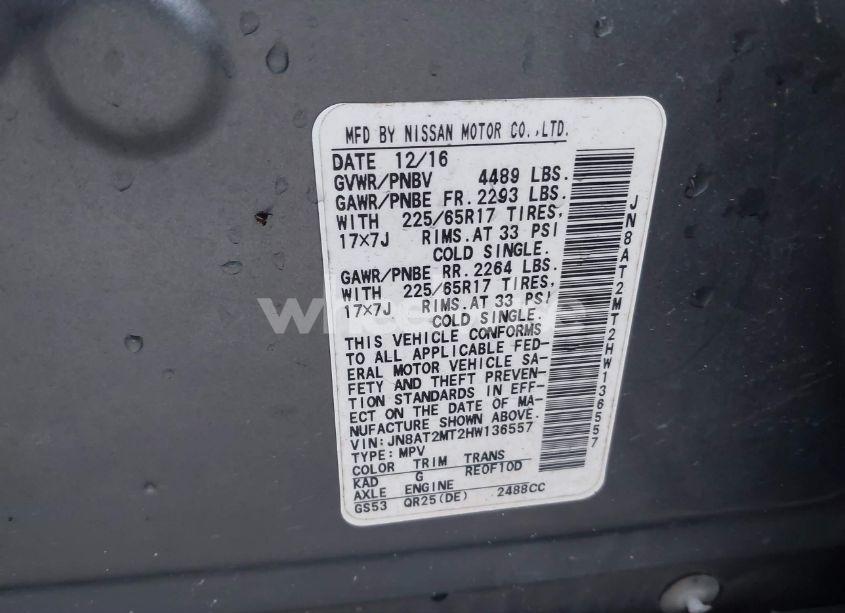 MFD BY NISSAN MOTOR CO.,LTD.
DATE 12/16
GVWR/PNBV 4489 LBS.
GAWR/PNBE FR. 2293 LBS.
WITH 225/65R17 TIRES,
17×7J RIMS. AT 33 PSI
COLD SINGLE.
GAWR/PNBE RR. 2264 LBS.
WITH 225/65R17 TIRES,
17×7J RIMS. AT 33 PSI
COLD SINGLE.
THIS VEHICLE CONFORMS
TO ALL APPLICABLE FED-
ERAL MOTOR VEHICLE SA-
FETY AND THEFT PREVEN-
TION STANDARDS IN EFF-
ECT ON THE DATE OF MA-
NUFACTURE SHOWN ABOVE.
VIN:JN8AT2MT2HW136557
TYPE:MPV
COLOR TRIM TRANS
KAD G RE0F10D
AXLE ENGINE
GS53 QR25(DE) 2488CC
JN8AT2MT2HW136557